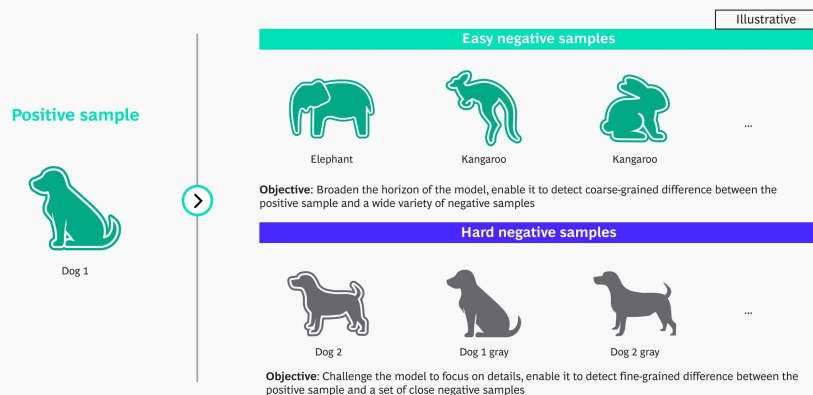 Illustrative
Easy negative samples
Positive sample
Elephant
Kangaroo
Kangaroo
...
Objective: Broaden the horizon of the model, enable it to detect coarse-grained difference between the
positive sample and a wide variety of negative samples
Dog 1
Hard negative samples
Dog 2
Dog 1 gray
Dog 2 gray
...
Objective: Challenge the model to focus on details, enable it to detect fine-grained difference between the
positive sample and a set of close negative samples